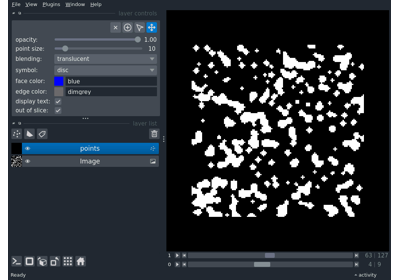 File View Plugins Window Help
layer controls
opacity: 1.00
point size: 10
blending: translucent
symbol: disc
face color: blue
edge color: dimgrey
display text:
out of slice:
layer list
points
Image
1 63 127
0 4 9
Ready activity